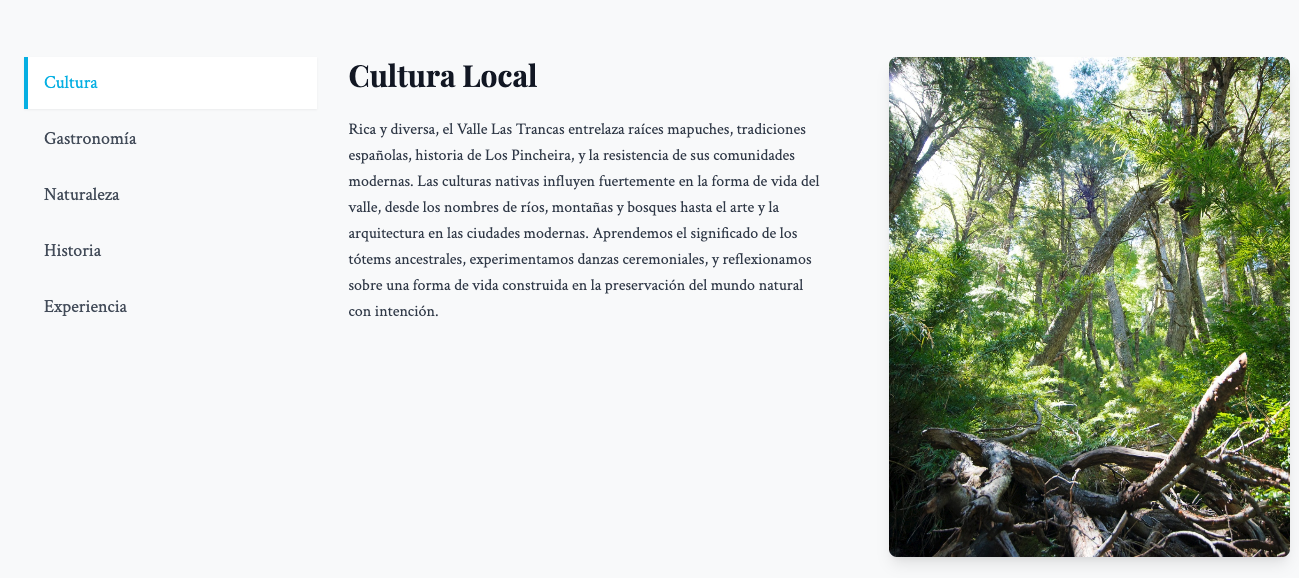 Cultura
Gastronomía
Naturaleza
Historia
Experiencia
Cultura Local
Rica y diversa, el Valle Las Trancas entrelaza raíces mapuches, tradiciones
españolas, historia de Los Pincheira, y la resistencia de sus comunidades
modernas. Las culturas nativas influyen fuertemente en la forma de vida del
valle, desde los nombres de ríos, montañas y bosques hasta el arte y la
arquitectura en las ciudades modernas. Aprendemos el significado de los
tótems ancestrales, experimentamos danzas ceremoniales, y reflexionamos
sobre una forma de vida construida en la preservación del mundo natural
con intención.